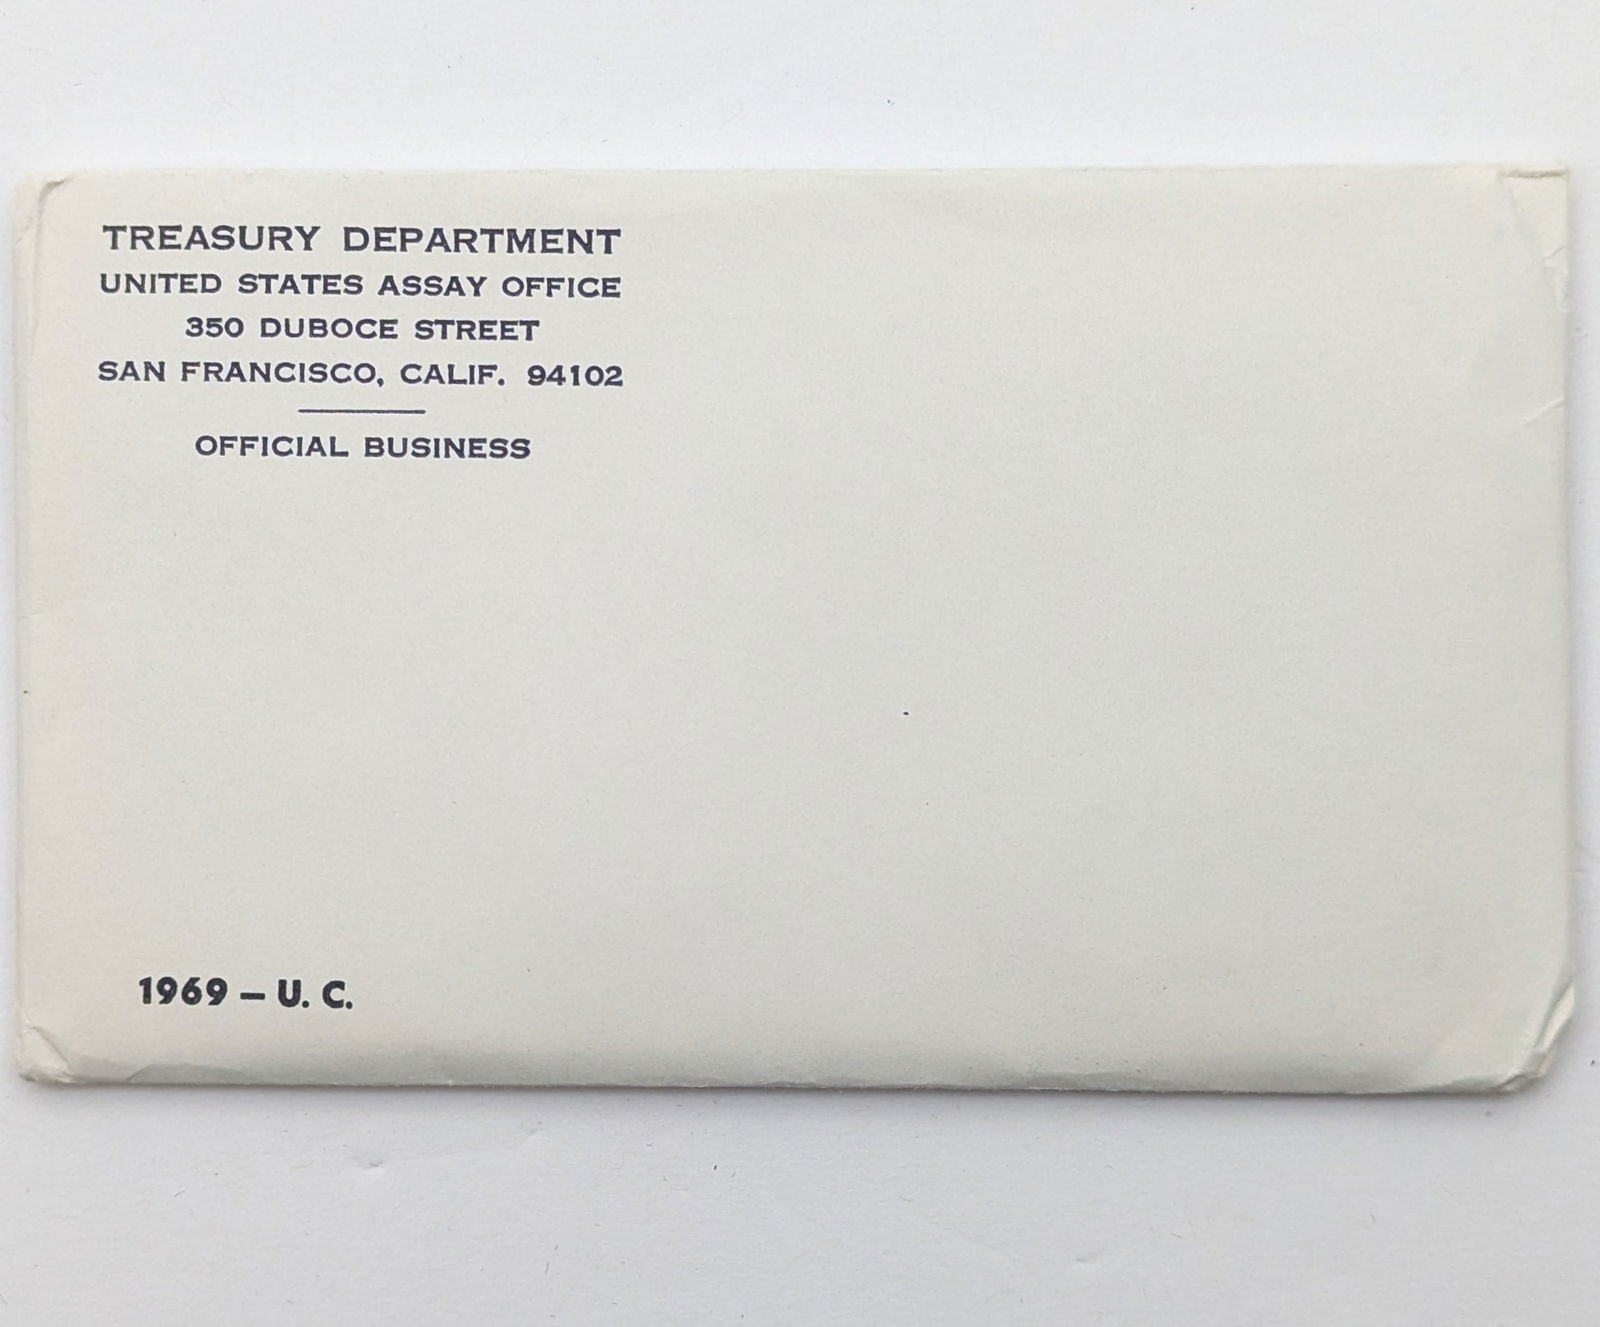 TREASURY DEPARTMENT
UNITED STATES ASSAY OFFICE
350 DUBOCE STREET
SAN FRANCISCO, CALIF. 94102
OFFICIAL BUSINESS
1969 – U. C.